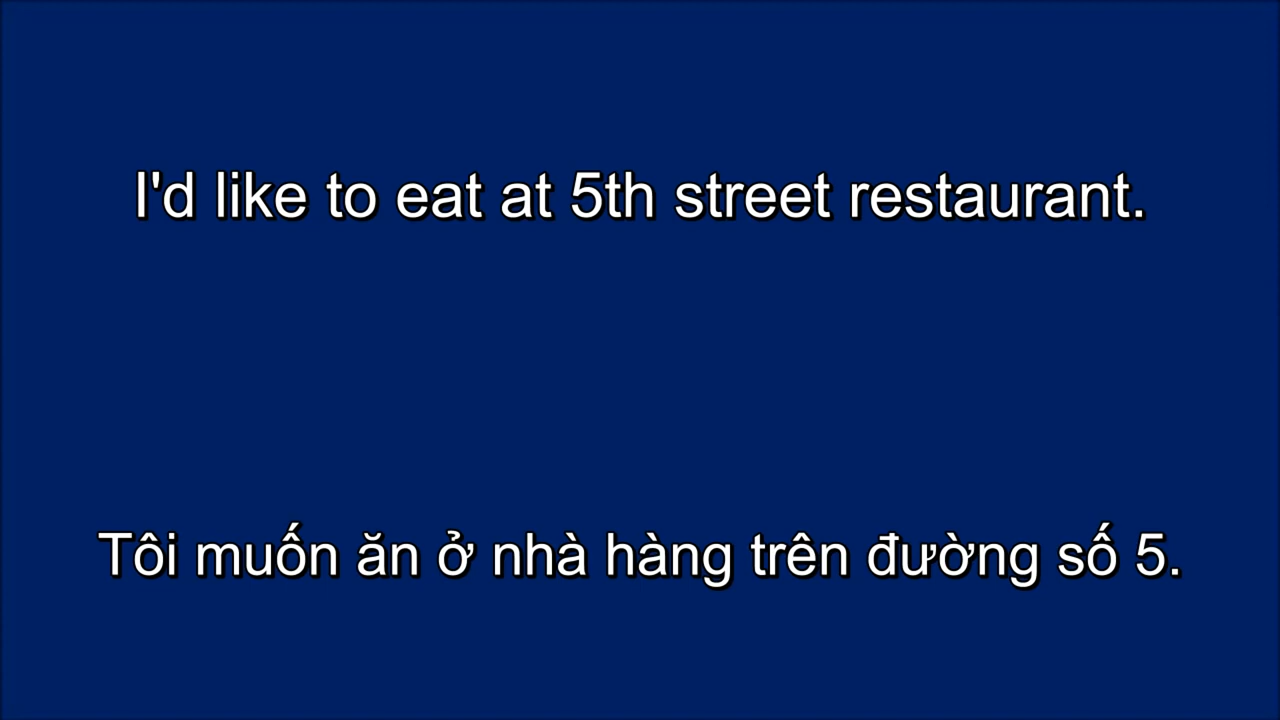 I'd like to eat at 5th street restaurant.
Tôi muốn ăn ở nhà hàng trên đường số 5.